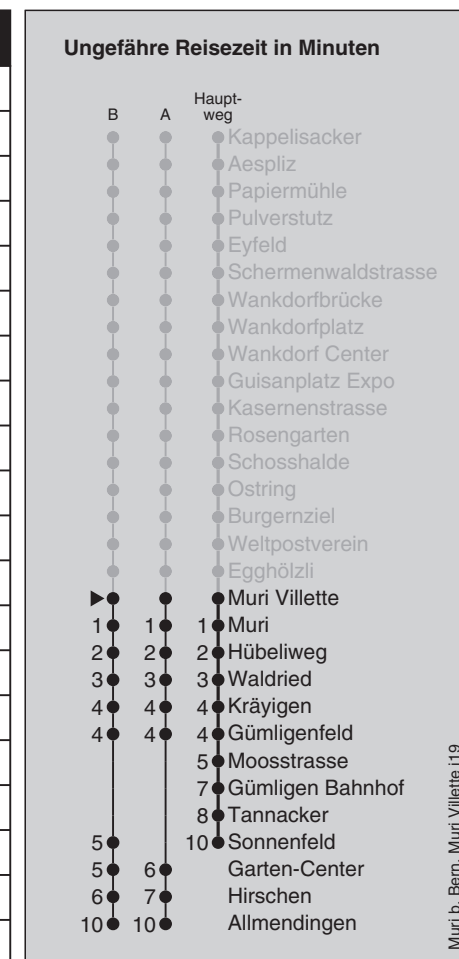 Ungefähre Reisezeit in Minuten
Haupt-
B A weg
Kappelisacker
Aespliz
Papiermühle
Pulverstutz
Eyfeld
Schermenwaldstrasse
Wankdorfbrücke
Wankdorfplatz
Wankdorf Center
Guisanplatz Expo
Kasernenstrasse
Rosengarten
Schosshalde
Ostring
Burgernziel
Weltpostverein
Egghölzli
Muri Villette
1 1 1 Muri
2 2 2 Hübeliweg
3 3 3 Waldried
4 4 4 Kräyigen
4 4 4 Gümligenfeld
5 Moosstrasse
7 Gümligen Bahnhof
8 Tannacker
5 10 Sonnenfeld
5 6 Garten-Center
6 7 Hirschen
10 10 Allmendingen
Muri b. Bern, Muri Villette j19